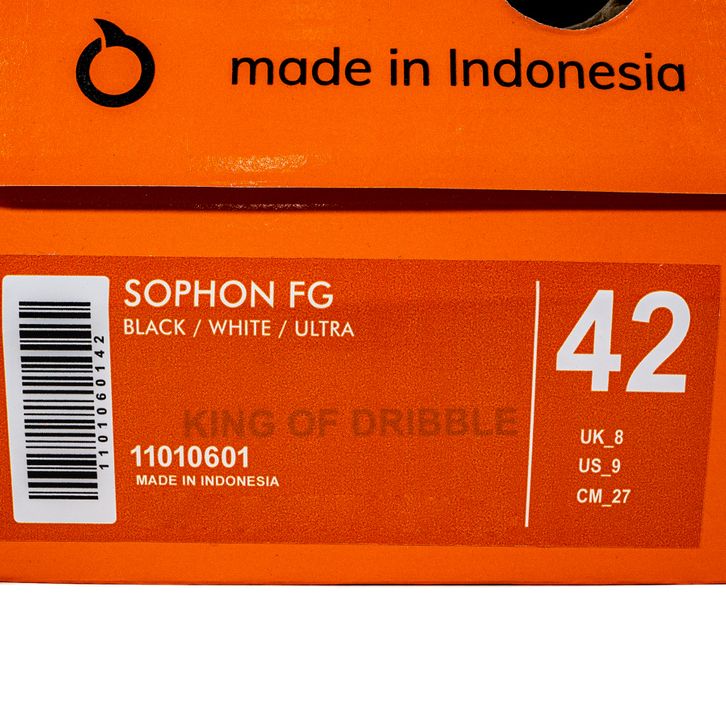 made in Indonesia
SOPHON FG
BLACK / WHITE / ULTRA
KING OF DRIBBLE
11010601
MADE IN INDONESIA
1101060142
42
UK_8
US_9
CM_27